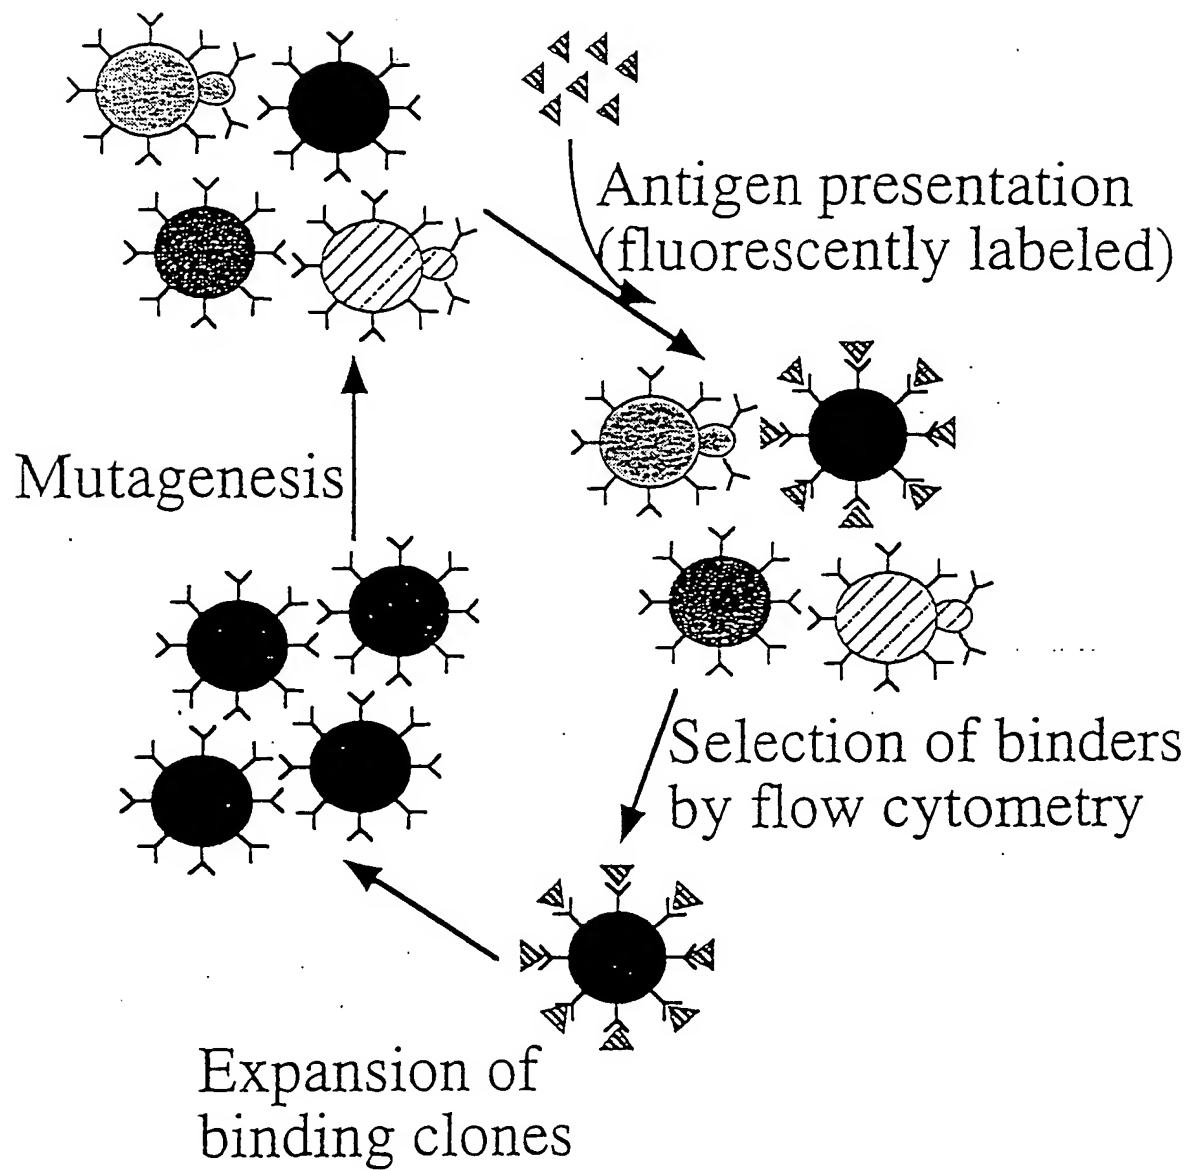 Antigen presentation
(fluorescently labeled)
Mutagenesis
Selection of binders
by flow cytometry
Expansion of
binding clones